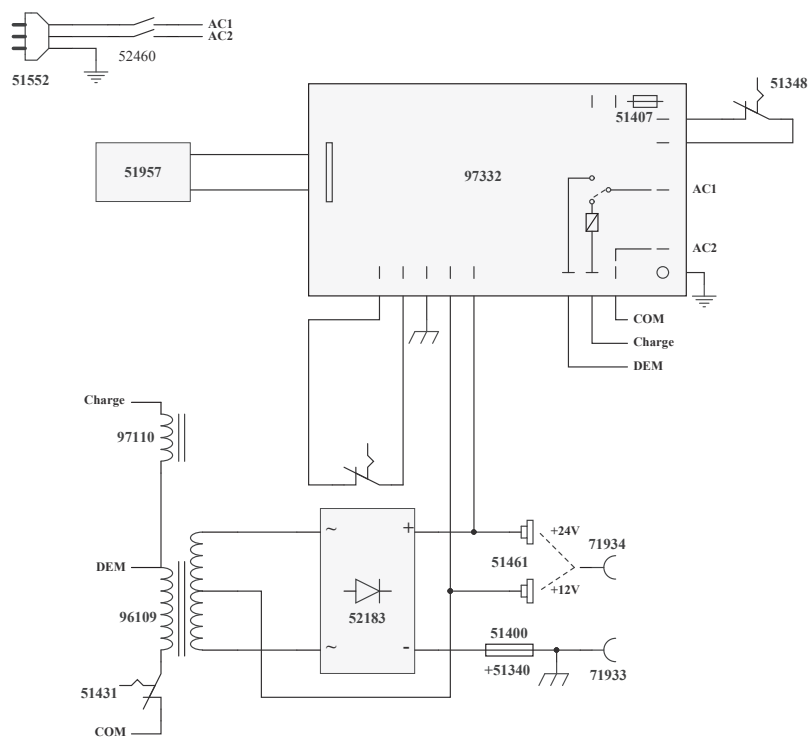 AC1
AC2
52460
51552
51348
51407
51957
97332
AC1
AC2
COM
Charge
DEM
Charge
97110
DEM
96109
51431
COM
~
~
+
-
52183
+24V
51461
71934
+12V
51400
+51340
71933